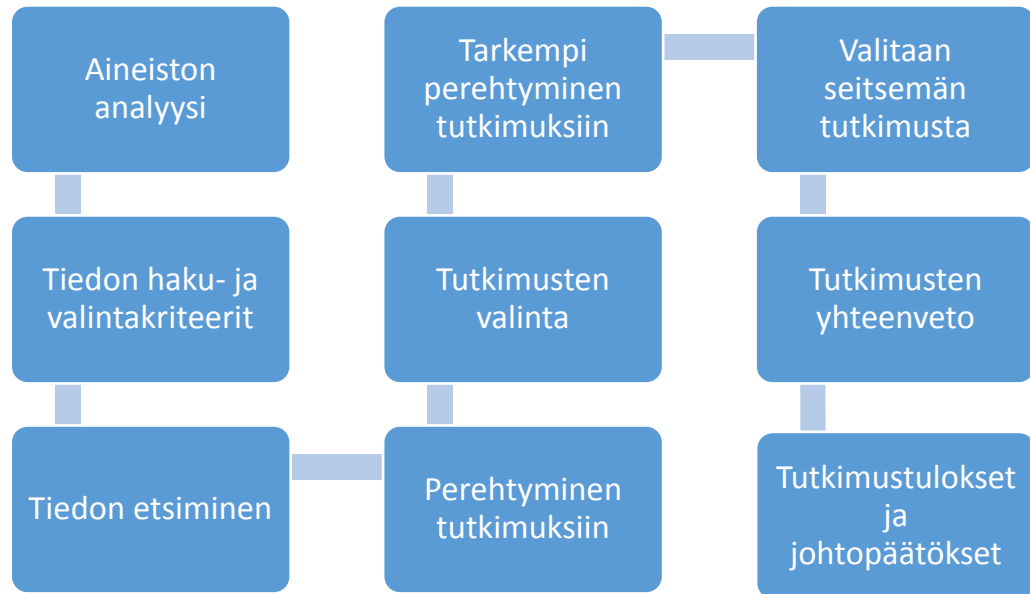 Aineiston
analyysi
Tiedon haku- ja
valintakriteerit
Tiedon etsiminen
Perehtyminen
tutkimuksiin
Tutkimusten
valinta
Tarkempi
perehtyminen
tutkimuksiin
Valitaan
seitsemän
tutkimusta
Tutkimusten
yhteenveto
Tutkimustulokset
ja
johtopäätökset